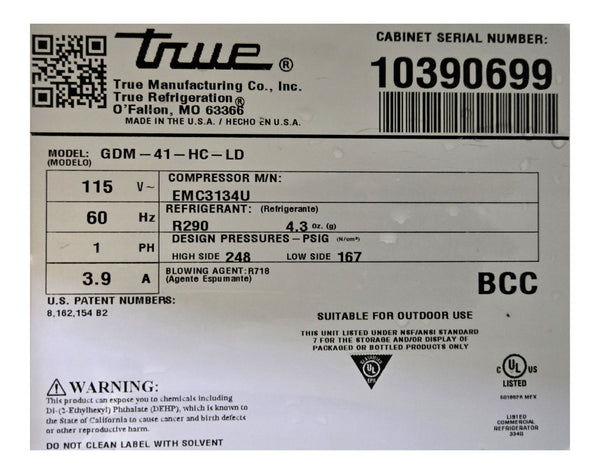 true®
True Manufacturing Co., Inc.
True Refrigeration®
O'Fallon, MO 63366
MADE IN THE U.S.A. / HECHO EN U.S.A.
CABINET SERIAL NUMBER:
10390699
MODEL: GDM-41-HC-LD
(MODELO)
115 V~
COMPRESSOR M/N:
EMC3134U
60 Hz
REFRIGERANT: (Refrigerante)
R290 4.3 Oz. (g)
1 PH
DESIGN PRESSURES-PSIG (N/cm²)
HIGH SIDE 248 LOW SIDE 167
3.9 A
BLOWING AGENT: R718
(Agente Espumante)
BCC
U.S. PATENT NUMBERS:
8,162,154 B2
SUITABLE FOR OUTDOOR USE
THIS UNIT LISTED UNDER NSF/ANSI STANDARD
7 FOR THE STORAGE AND/OR DISPLAY OF
PACKAGED OR BOTTLED PRODUCTS ONLY
CLASSIFIED
UL
EPH
C UL US
LISTED
LISTED
COMMERCIAL
REFRIGERATOR
⚠ WARNING:
This product can expose you to chemicals including
Di-(2-Ethylhexyl) Phthalate (DEHP), which is known to
the State of California to cause cancer and birth defects
or other reproductive harm.
DO NOT CLEAN LABEL WITH SOLVENT